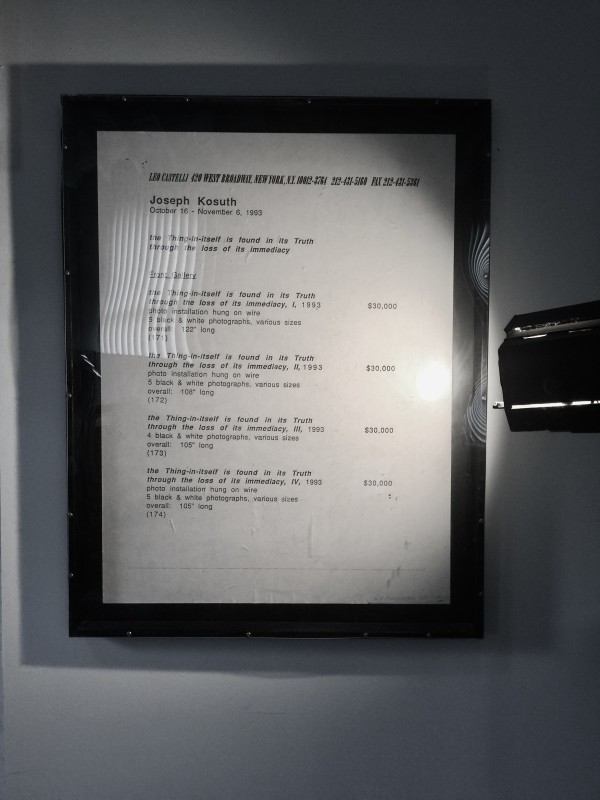 LEO CASTELLI 420 WEST BROADWAY, NEW YORK, N.Y. 10012-3764 212-431-5160 FAX 212-431-5361
Joseph Kosuth
October 16 - November 6, 1993
the Thing-in-itself is found in its Truth
through the loss of its immediacy
Front Gallery
the Thing-in-itself is found in its Truth
through the loss of its immediacy, I, 1993 $30,000
photo installation hung on wire
5 black & white photographs, various sizes
overall: 122" long
(171)
the Thing-in-itself is found in its Truth
through the loss of its immediacy, II, 1993 $30,000
photo installation hung on wire
5 black & white photographs, various sizes
overall: 108" long
(172)
the Thing-in-itself is found in its Truth
through the loss of its immediacy, III, 1993 $30,000
4 black & white photographs, various sizes
overall: 105" long
(173)
the Thing-in-itself is found in its Truth
through the loss of its immediacy, IV, 1993 $30,000
photo installation hung on wire
5 black & white photographs, various sizes
overall: 105" long
(174)